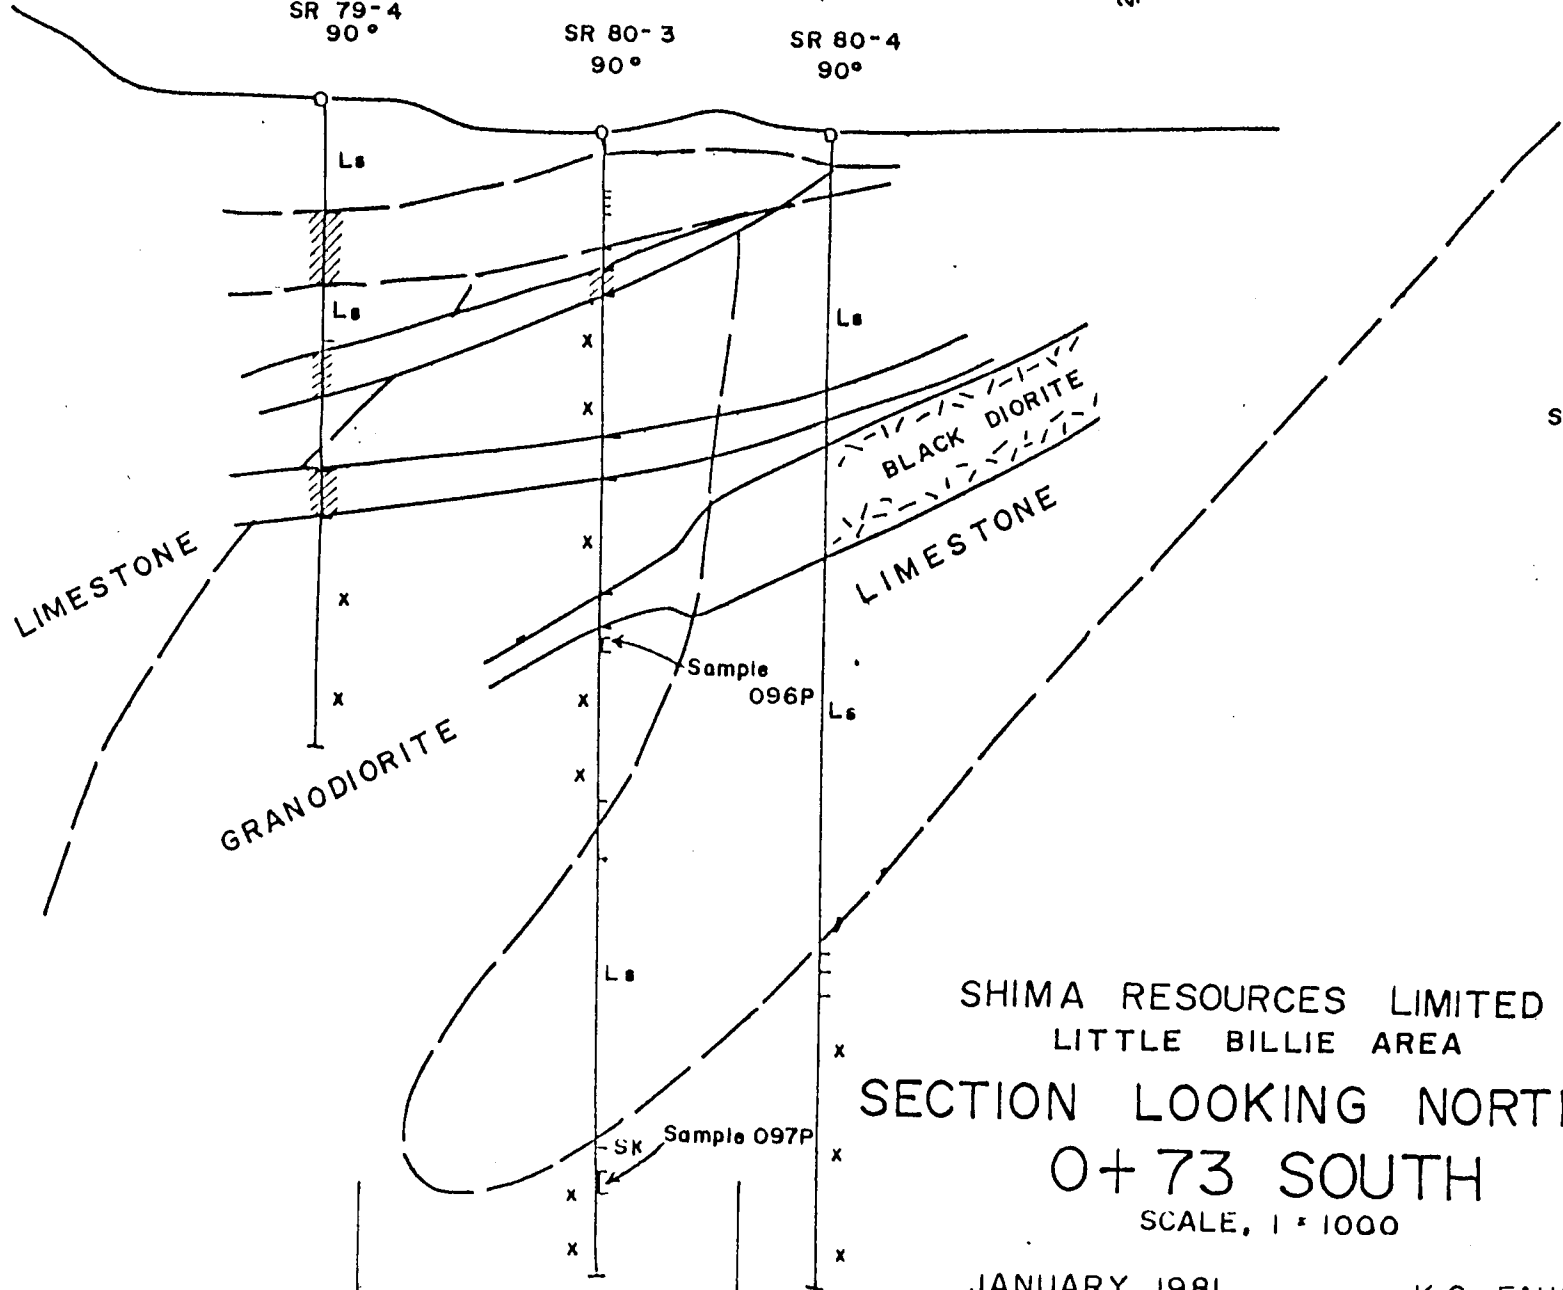 SR 79-4
90°
SR 80-3
90°
SR 80-4
90°
Ls
Ls
Ls
BLACK DIORITE
LIMESTONE
LIMESTONE
x
x
x
x
x
x
x
Sample
096P
Ls
GRANODIORITE
Ls
SHIMA RESOURCES LIMITED
LITTLE BILLIE AREA
SECTION LOOKING NORTH
0+73 SOUTH
SCALE, 1:1000
SK
Sample 097P
x
x
x
x
x
JANUARY 1981
K.C.
S